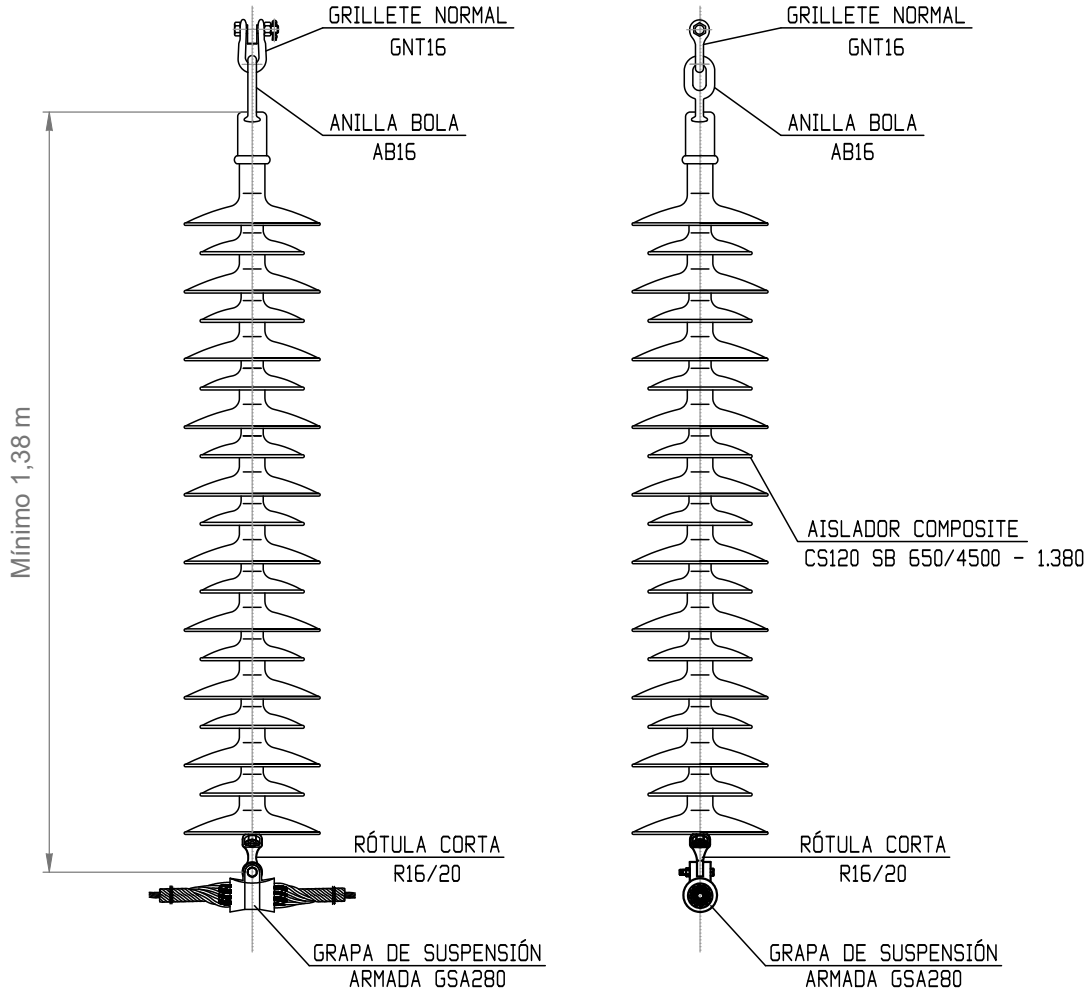 GRILLETE NORMAL
GNT16
ANILLA BOLA
AB16
Mínimo 1,38 m
RÓTULA CORTA
R16/20
GRAPA DE SUSPENSIÓN
ARMADA GSA280
GRILLETE NORMAL
GNT16
ANILLA BOLA
AB16
AISLADOR COMPOSITE
CS120 SB 650/4500 - 1.380
RÓTULA CORTA
R16/20
GRAPA DE SUSPENSIÓN
ARMADA GSA280